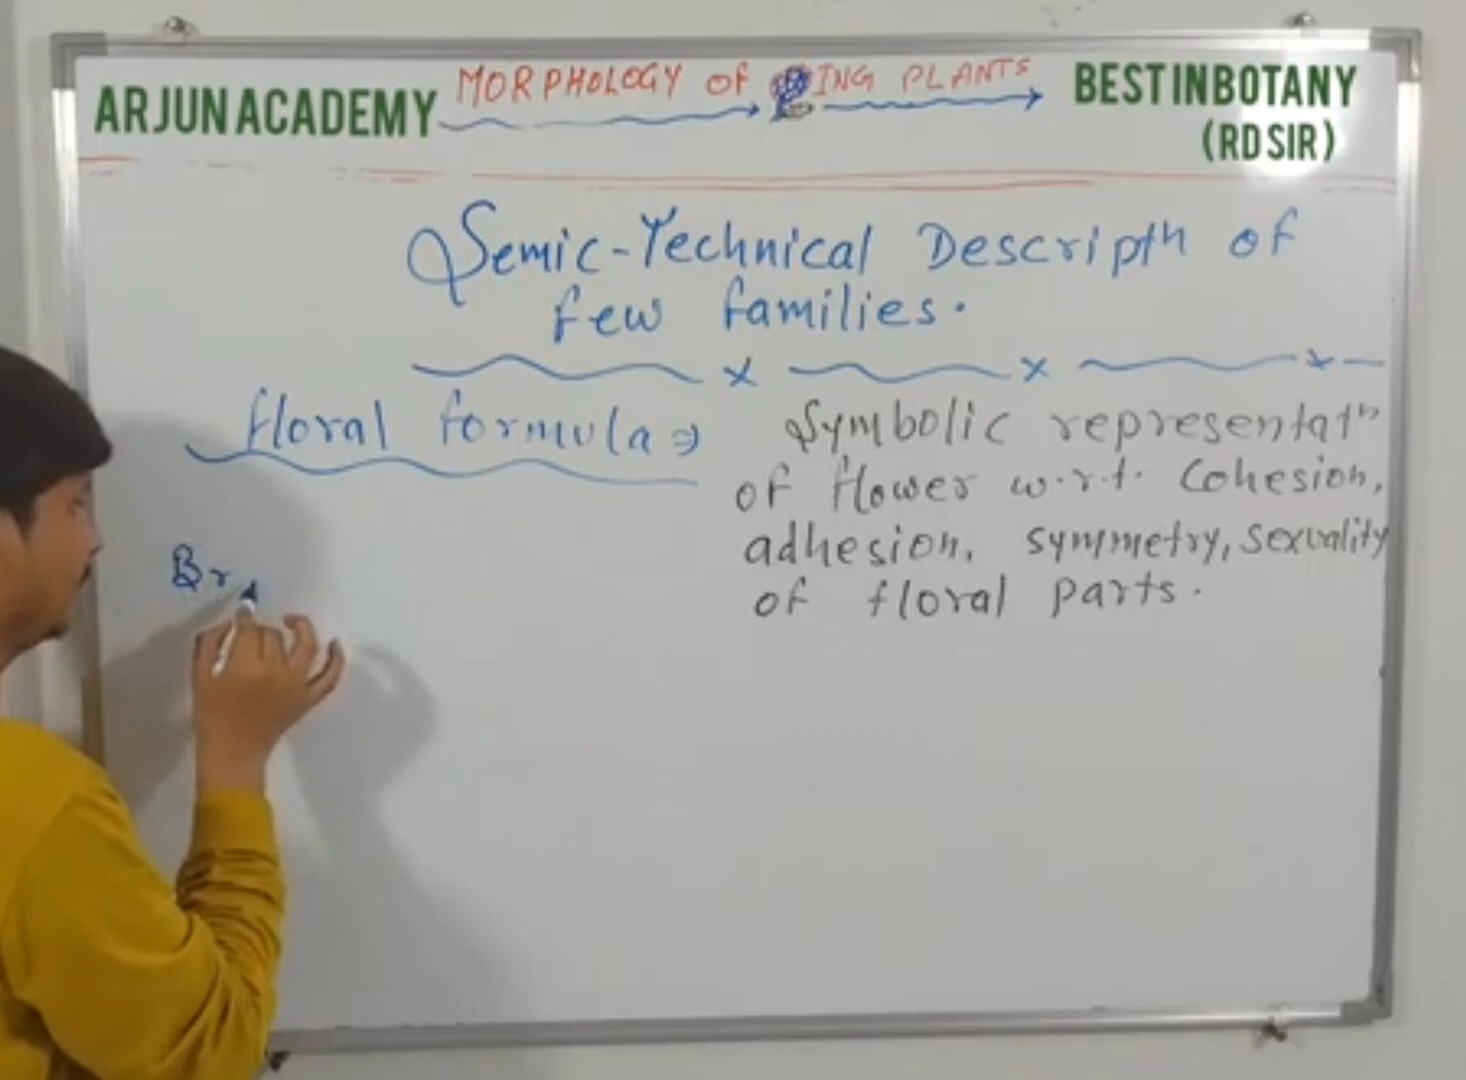 ARJUN ACADEMY MORPHOLOGY of ING PLANTS BEST IN BOTANY
(RD SIR)
Semic-Technical Descriptn of
few families.
floral formula ⇒ Symbolic representatn
of flower w.r.t. Cohesion,
adhesion, symmetry, sexuality
of floral parts.
Br